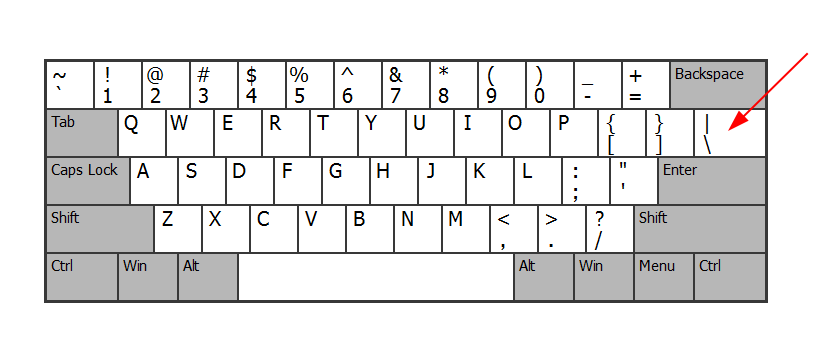 ~ ! @ # $ % ^ & * ( ) _ + Backspace
` 1 2 3 4 5 6 7 8 9 0 - =
Tab Q W E R T Y U I O P { } |
[ ] \
Caps Lock A S D F G H J K L : " Enter
; '
Shift Z X C V B N M < > ? Shift
, . /
Ctrl Win Alt Alt Win Menu Ctrl